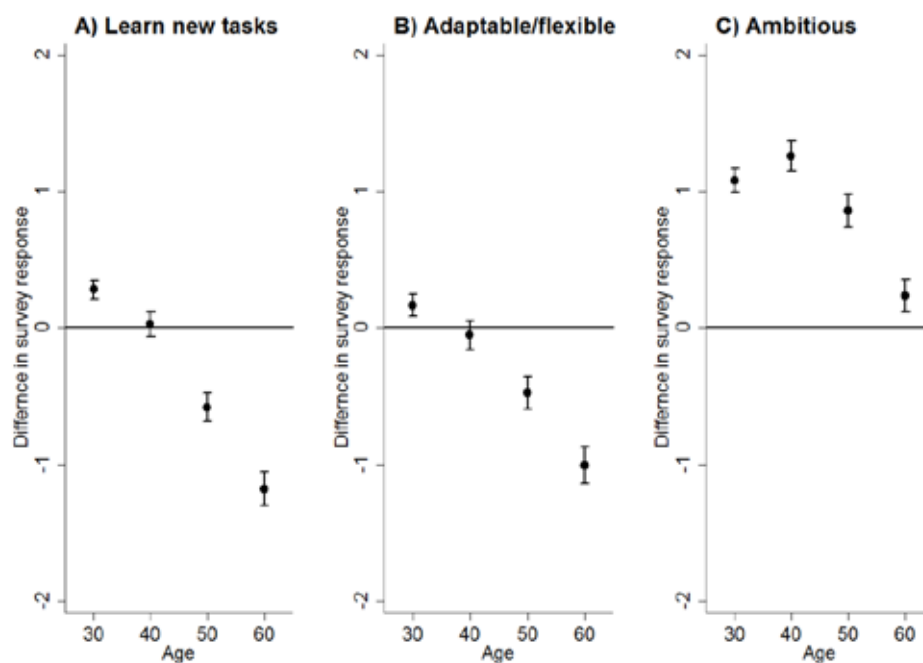 A) Learn new tasks
Differnce in survey response
2
1
0
-1
-2
30 40 50 60
Age
B) Adaptable/flexible
Differnce in survey response
2
1
0
-1
-2
30 40 50 60
Age
C) Ambitious
Differnce in survey response
2
1
0
-1
-2
30 40 50 60
Age